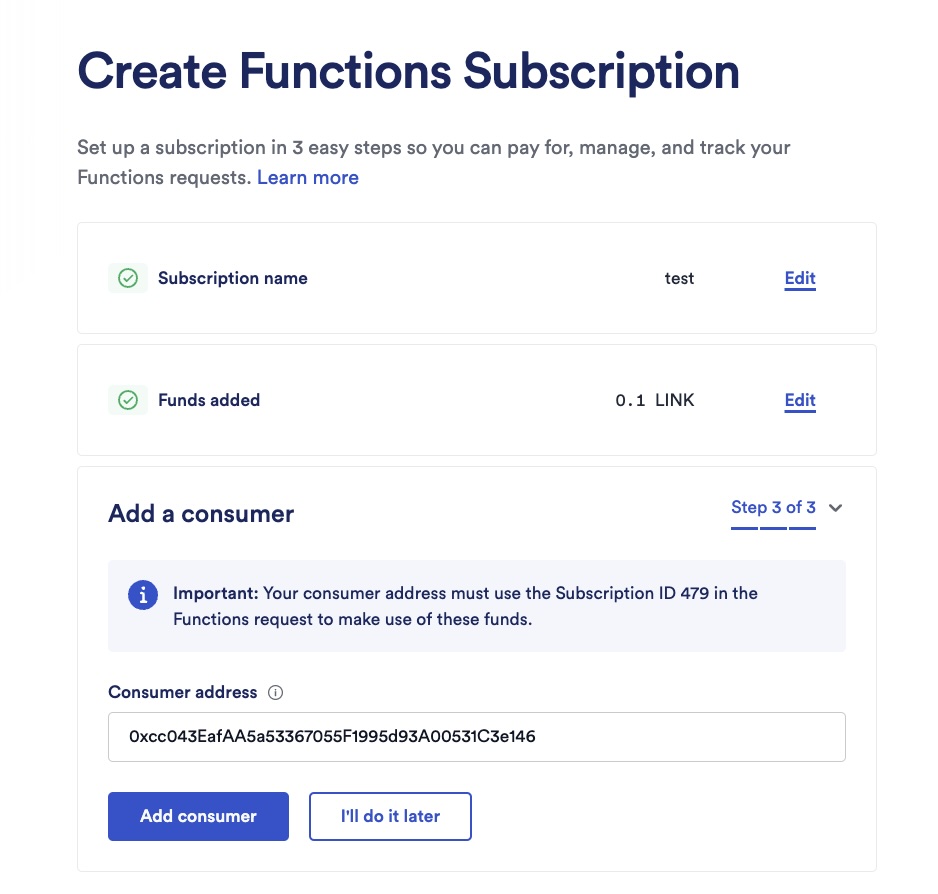 Create Functions Subscription
Set up a subscription in 3 easy steps so you can pay for, manage, and track your
Functions requests. Learn more
Subscription name test Edit
Funds added 0.1 LINK Edit
Add a consumer Step 3 of 3
Important: Your consumer address must use the Subscription ID 479 in the
Functions request to make use of these funds.
Consumer address
0xcc043EafAA5a53367055F1995d93A00531C3e146
Add consumer I'll do it later